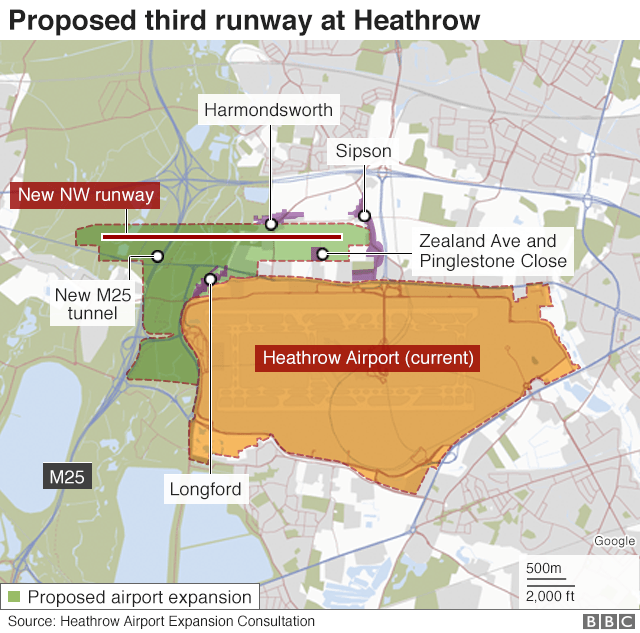 Proposed third runway at Heathrow
Harmondsworth
Sipson
New NW runway
Zealand Ave and
Pinglestone Close
New M25
tunnel
Heathrow Airport (current)
M25
Longford
Google
500m
2,000 ft
Proposed airport expansion
Source: Heathrow Airport Expansion Consultation
BBC